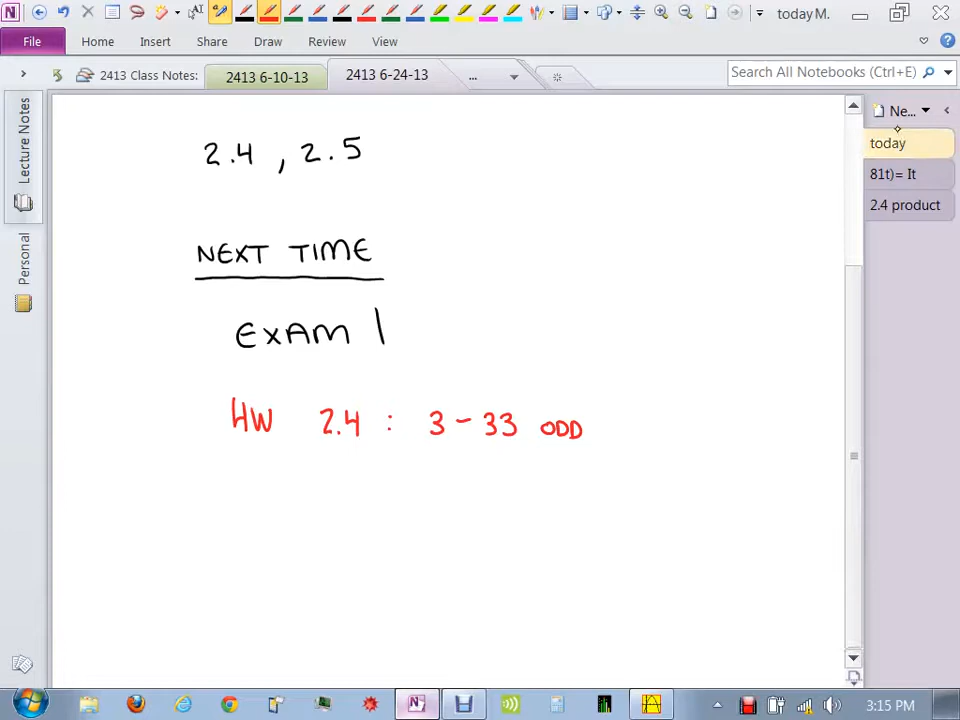 today M.
File
Home
Insert
Share
Draw
Review
View
2413 Class Notes:
2413 6-10-13
2413 6-24-13
...
Search All Notebooks (Ctrl+E)
Lecture Notes
Personal
Ne...
today
81t)= It
2.4 product
2.4 , 2.5
NEXT TIME
EXAM 1
HW 2.4 : 3 - 33 ODD
3:15 PM